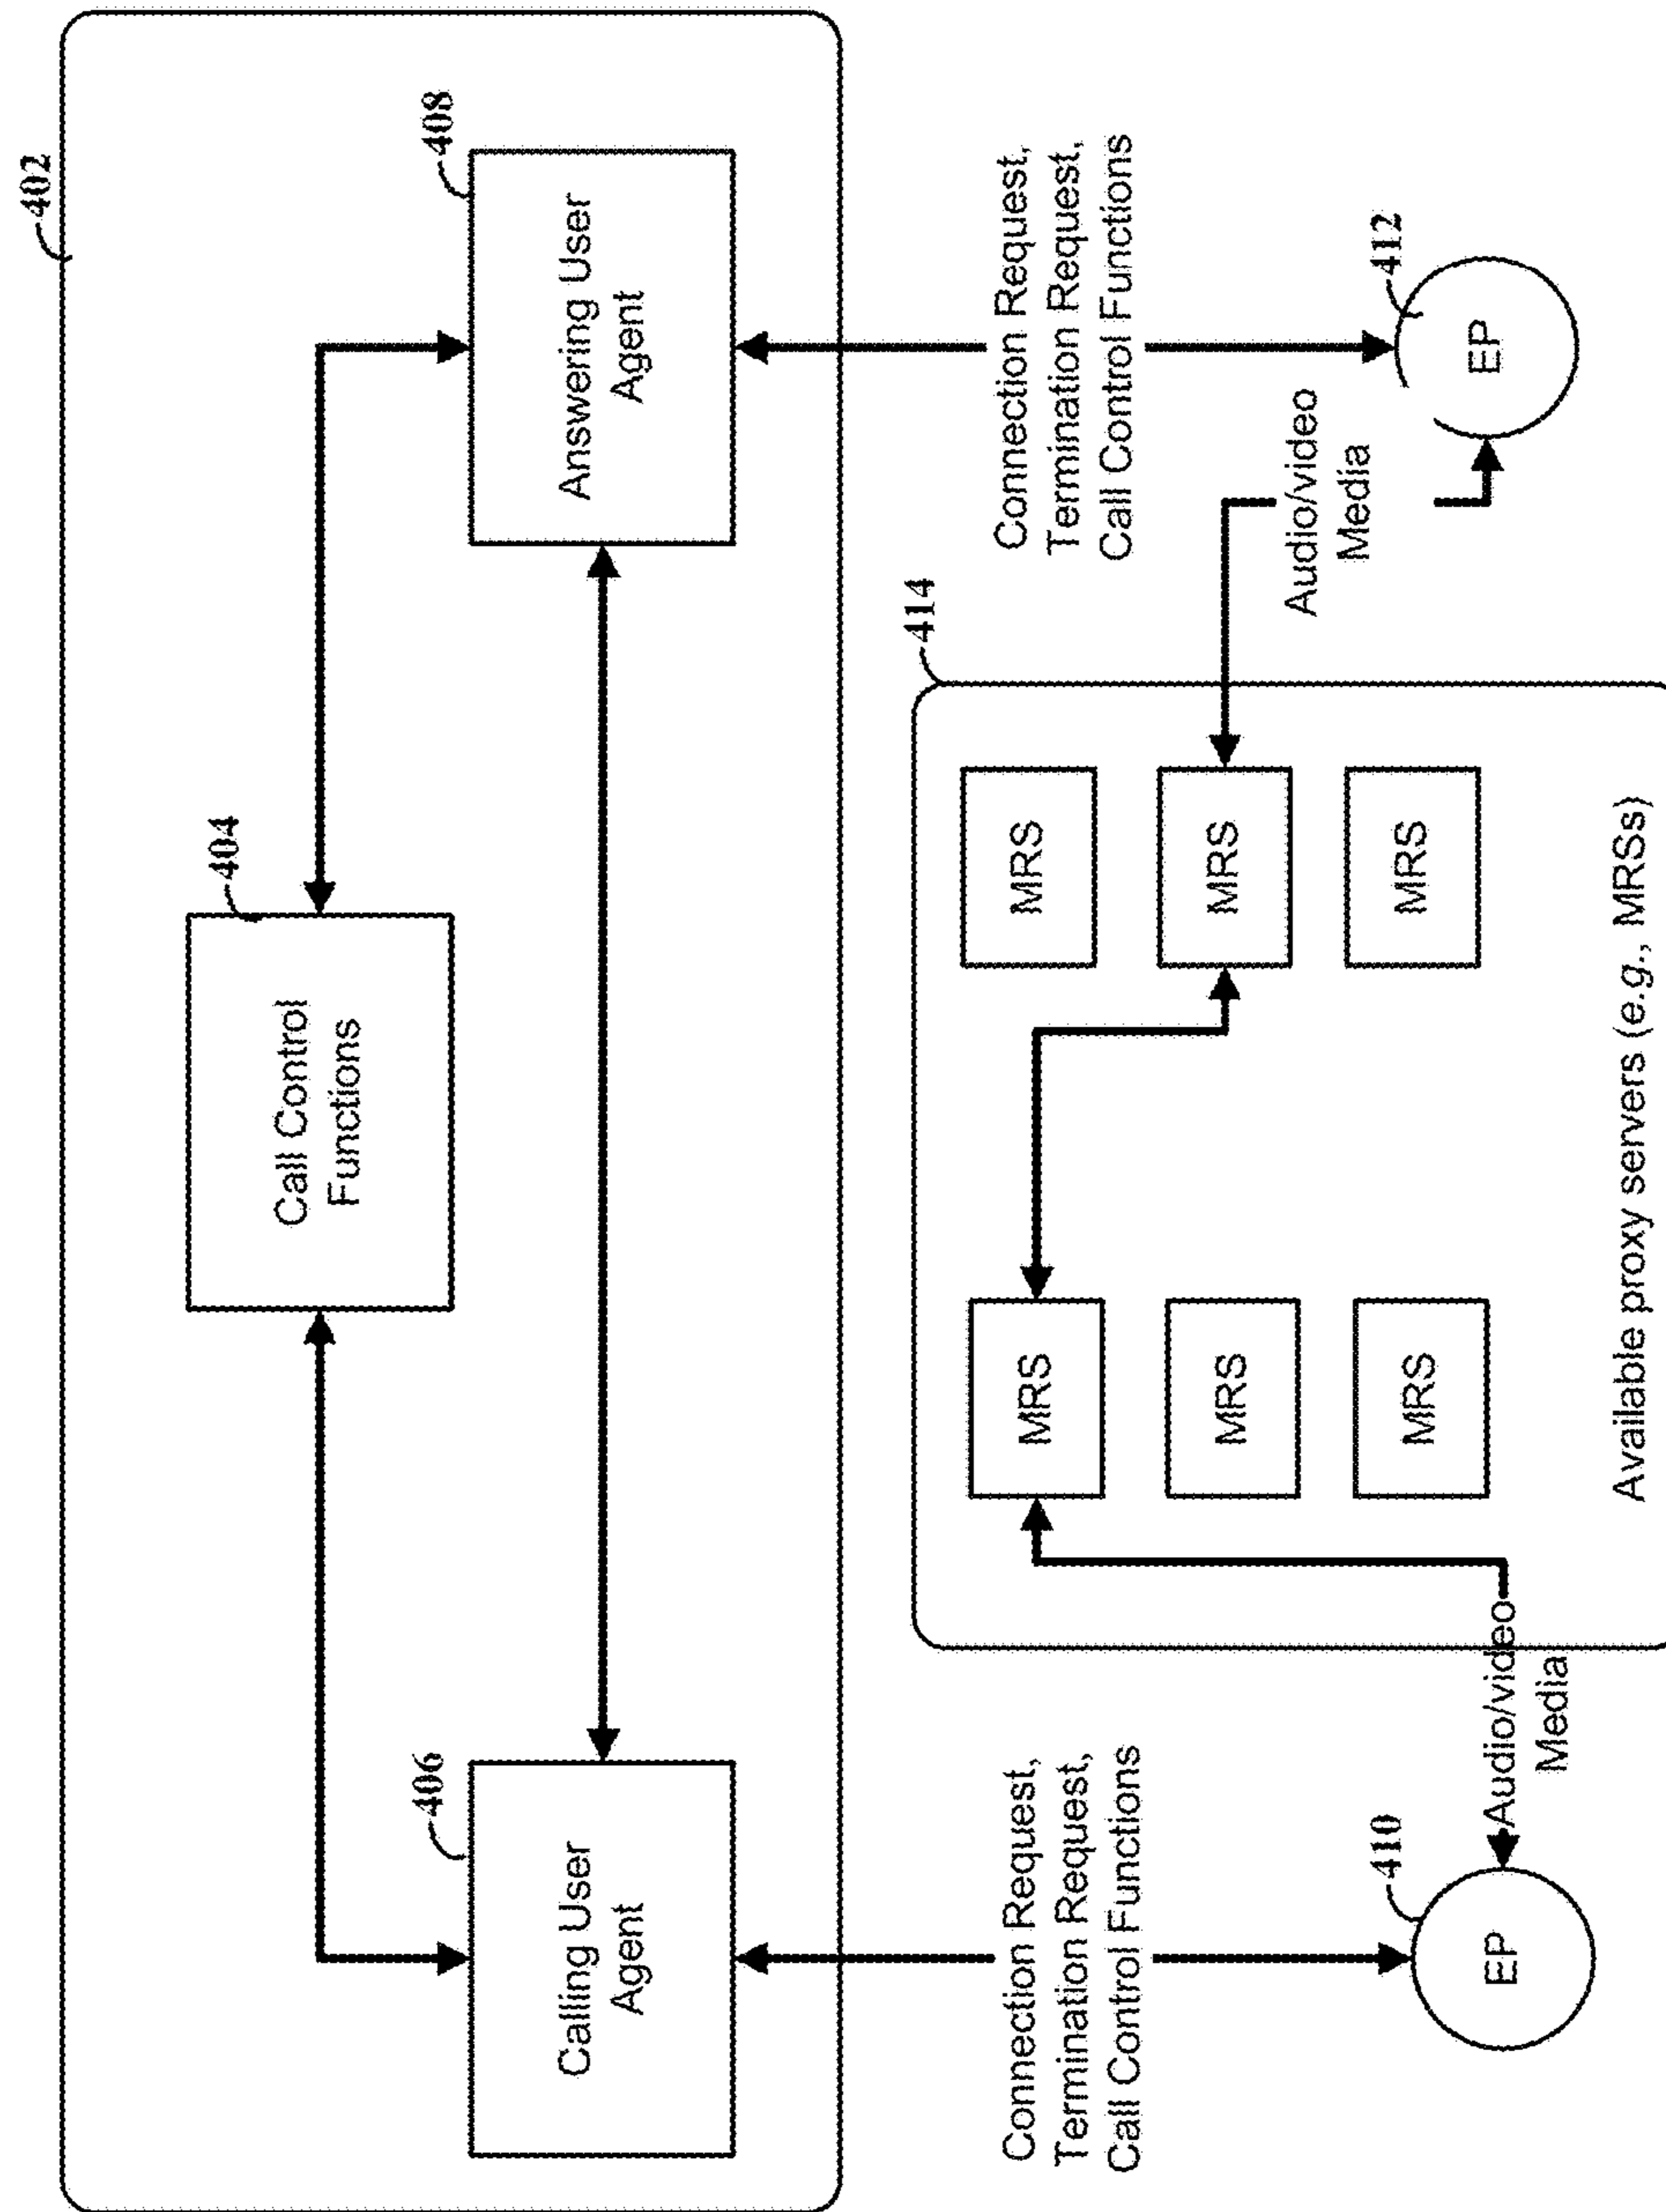 402
404
Call Control
Functions
406
Calling User
Agent
408
Answering User
Agent
Connection Request,
Termination Request,
Call Control Functions
Connection Request,
Termination Request,
Call Control Functions
414
MRS
MRS
MRS
MRS
MRS
MRS
Audio/video
Media
412
EP
410
EP
Audio/video
Media
Available proxy servers (e.g., MRSs)